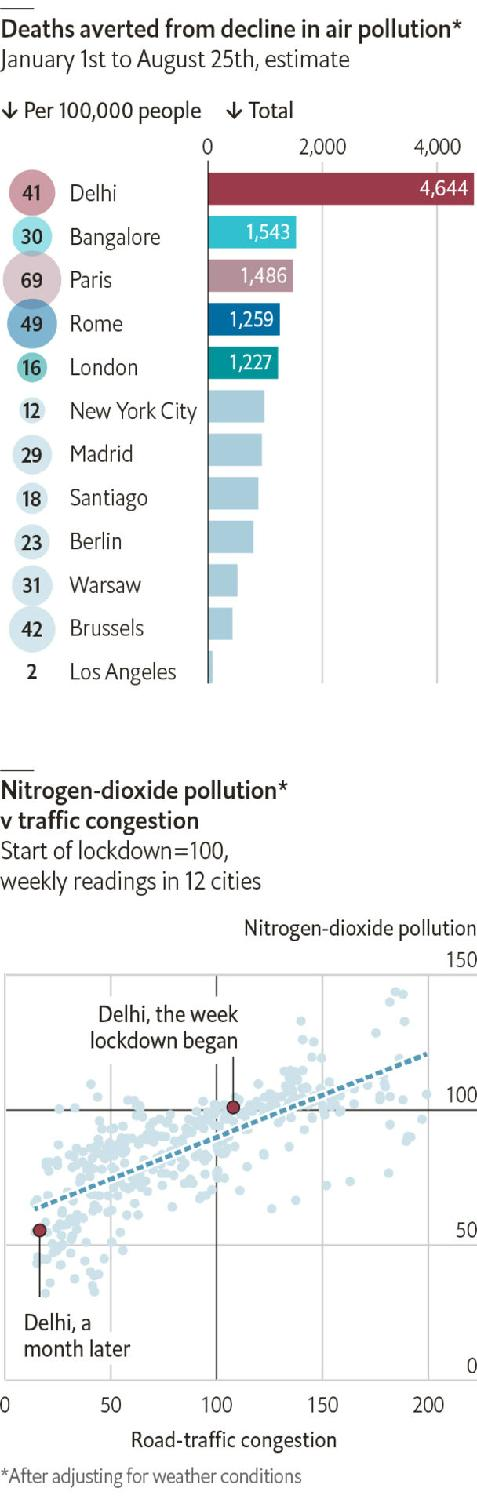 Deaths averted from decline in air pollution*
January 1st to August 25th, estimate
↓ Per 100,000 people ↓ Total
0 2,000 4,000
41 Delhi 4,644
30 Bangalore 1,543
69 Paris 1,486
49 Rome 1,259
16 London 1,227
12 New York City
29 Madrid
18 Santiago
23 Berlin
31 Warsaw
42 Brussels
2 Los Angeles
Nitrogen-dioxide pollution*
v traffic congestion
Start of lockdown=100,
weekly readings in 12 cities
Nitrogen-dioxide pollution
150
Delhi, the week
lockdown began
100
50
Delhi, a
month later
0
0 50 100 150 200
Road-traffic congestion
*After adjusting for weather conditions